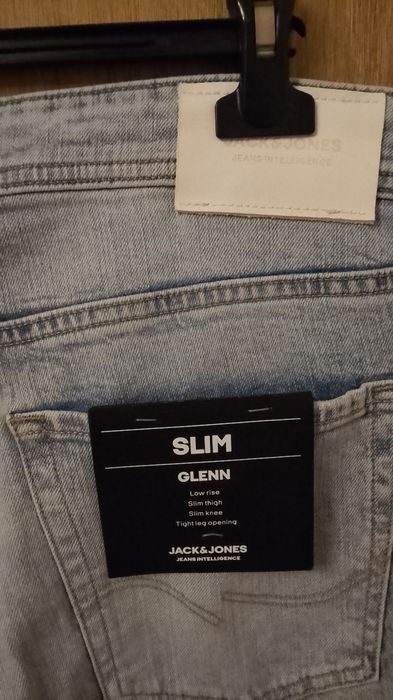 JACK&JONES
JEANS INTELLIGENCE
SLIM
GLENN
Low rise
Slim thigh
Slim knee
Tight leg opening
JACK&JONES
JEANS INTELLIGENCE